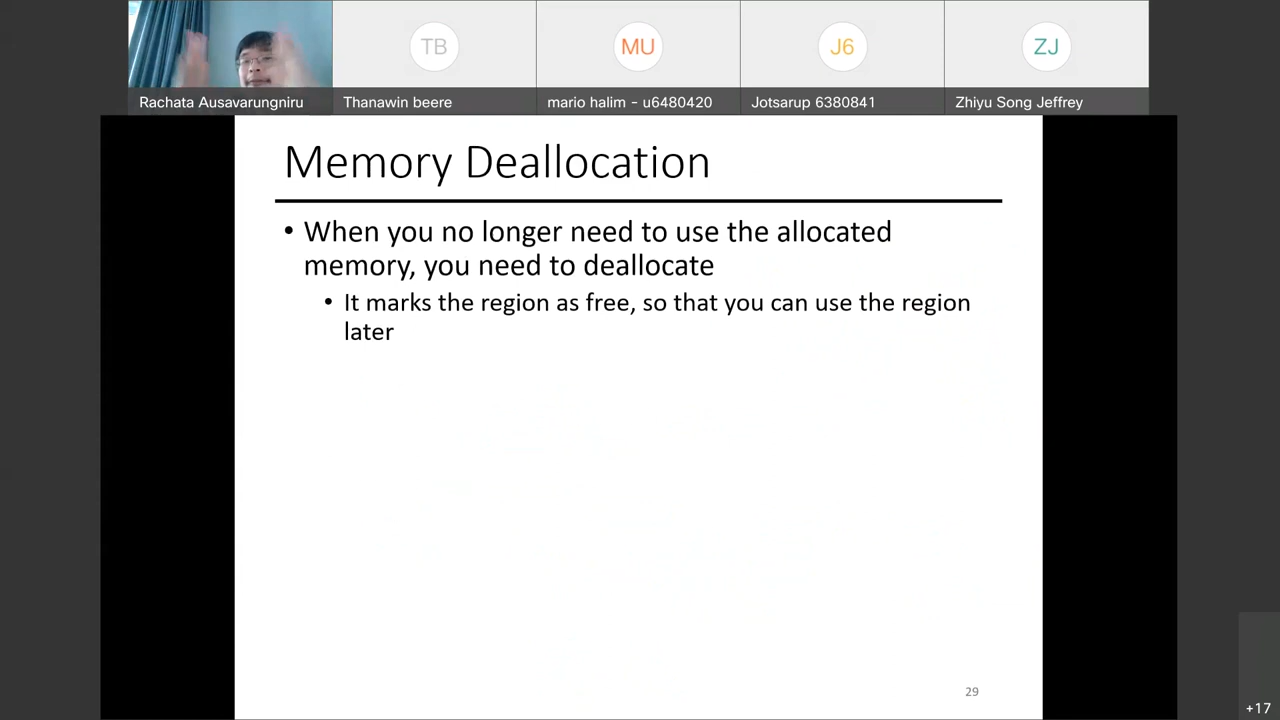 TB
MU
J6
ZJ
Rachata Ausavarungniru
Thanawin beere
mario halim - u6480420
Jotsarup 6380841
Zhiyu Song Jeffrey
Memory Deallocation
• When you no longer need to use the allocated
memory, you need to deallocate
• It marks the region as free, so that you can use the region
later
29
+17